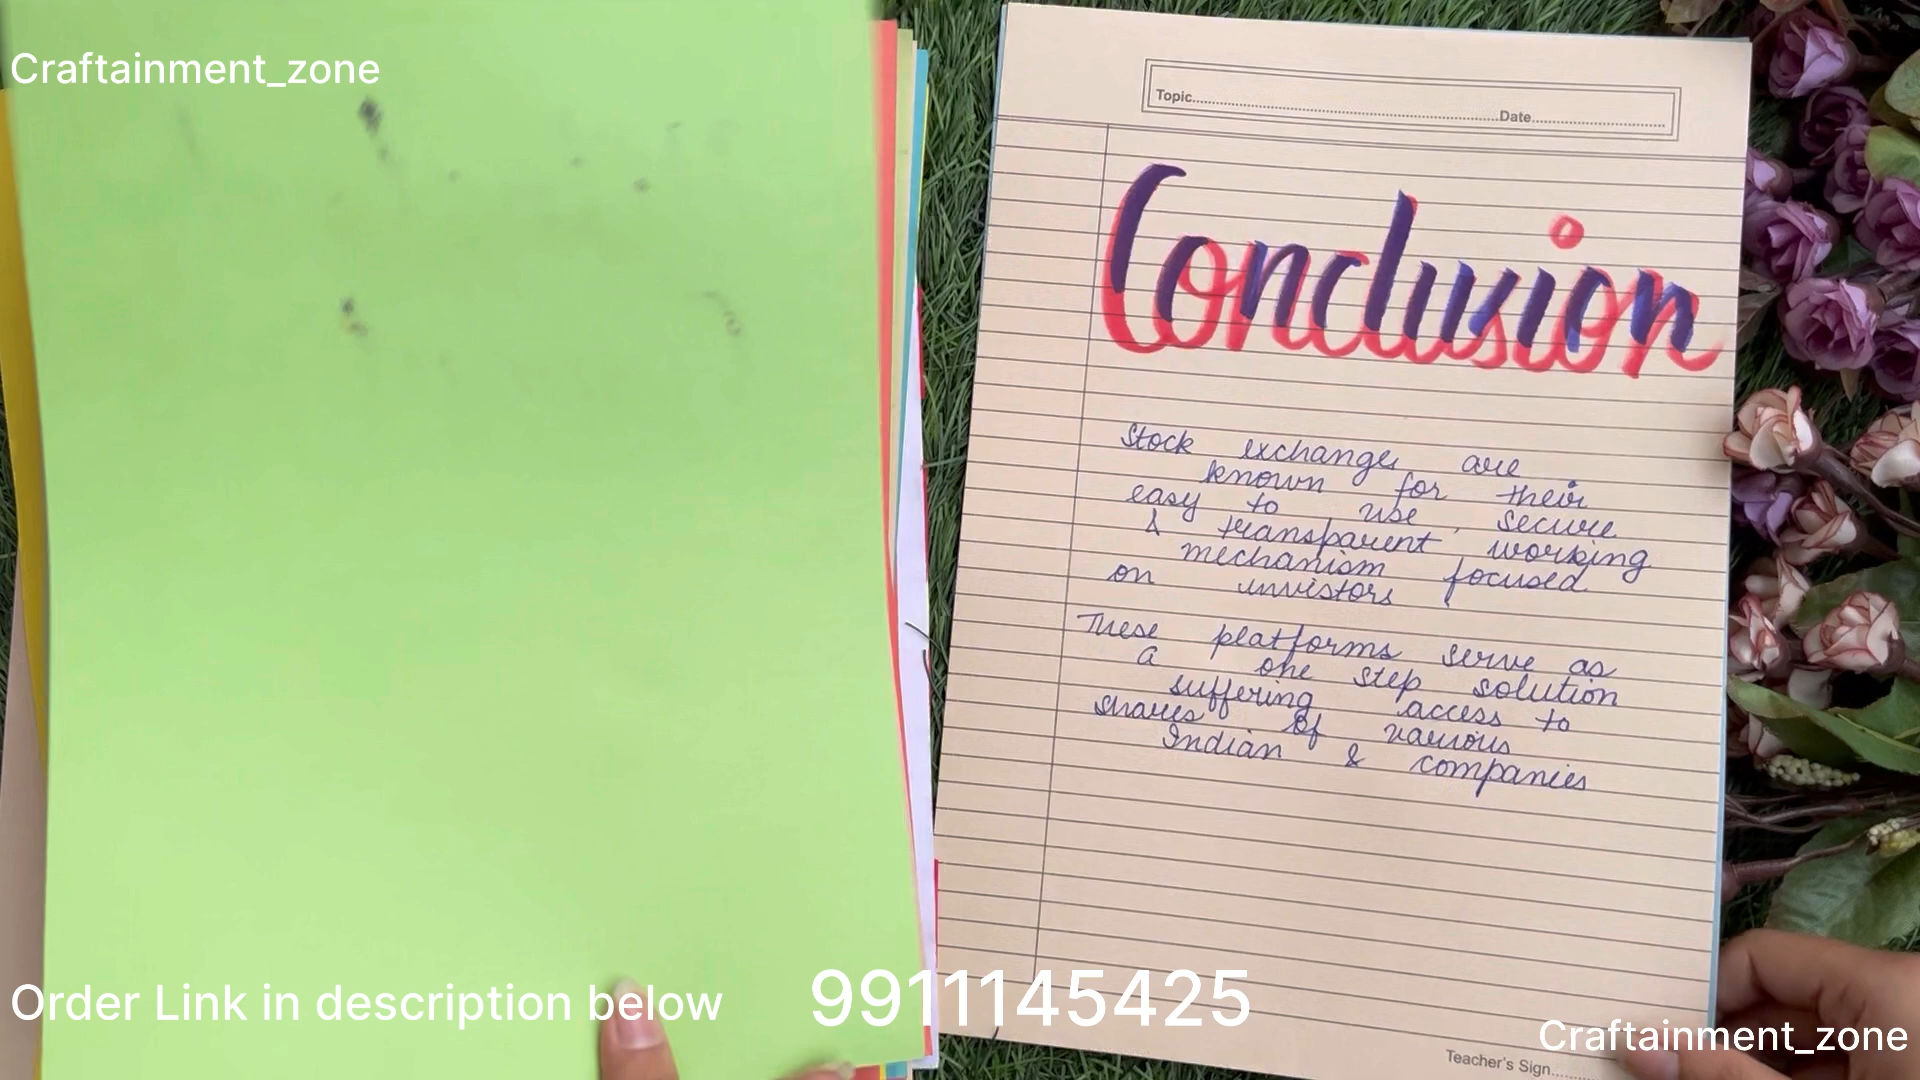 Craftainment_zone
Topic.....Date.....
Conclusion
Stock exchanges are
known for their
easy to use, secure
& transparent working
mechanism focused
on investors
These platforms serve as
a one step solution
suffering access to
shares of various
Indian & companies
Order Link in description below
9911145425
Craftainment_zone
Teacher's Sign.....